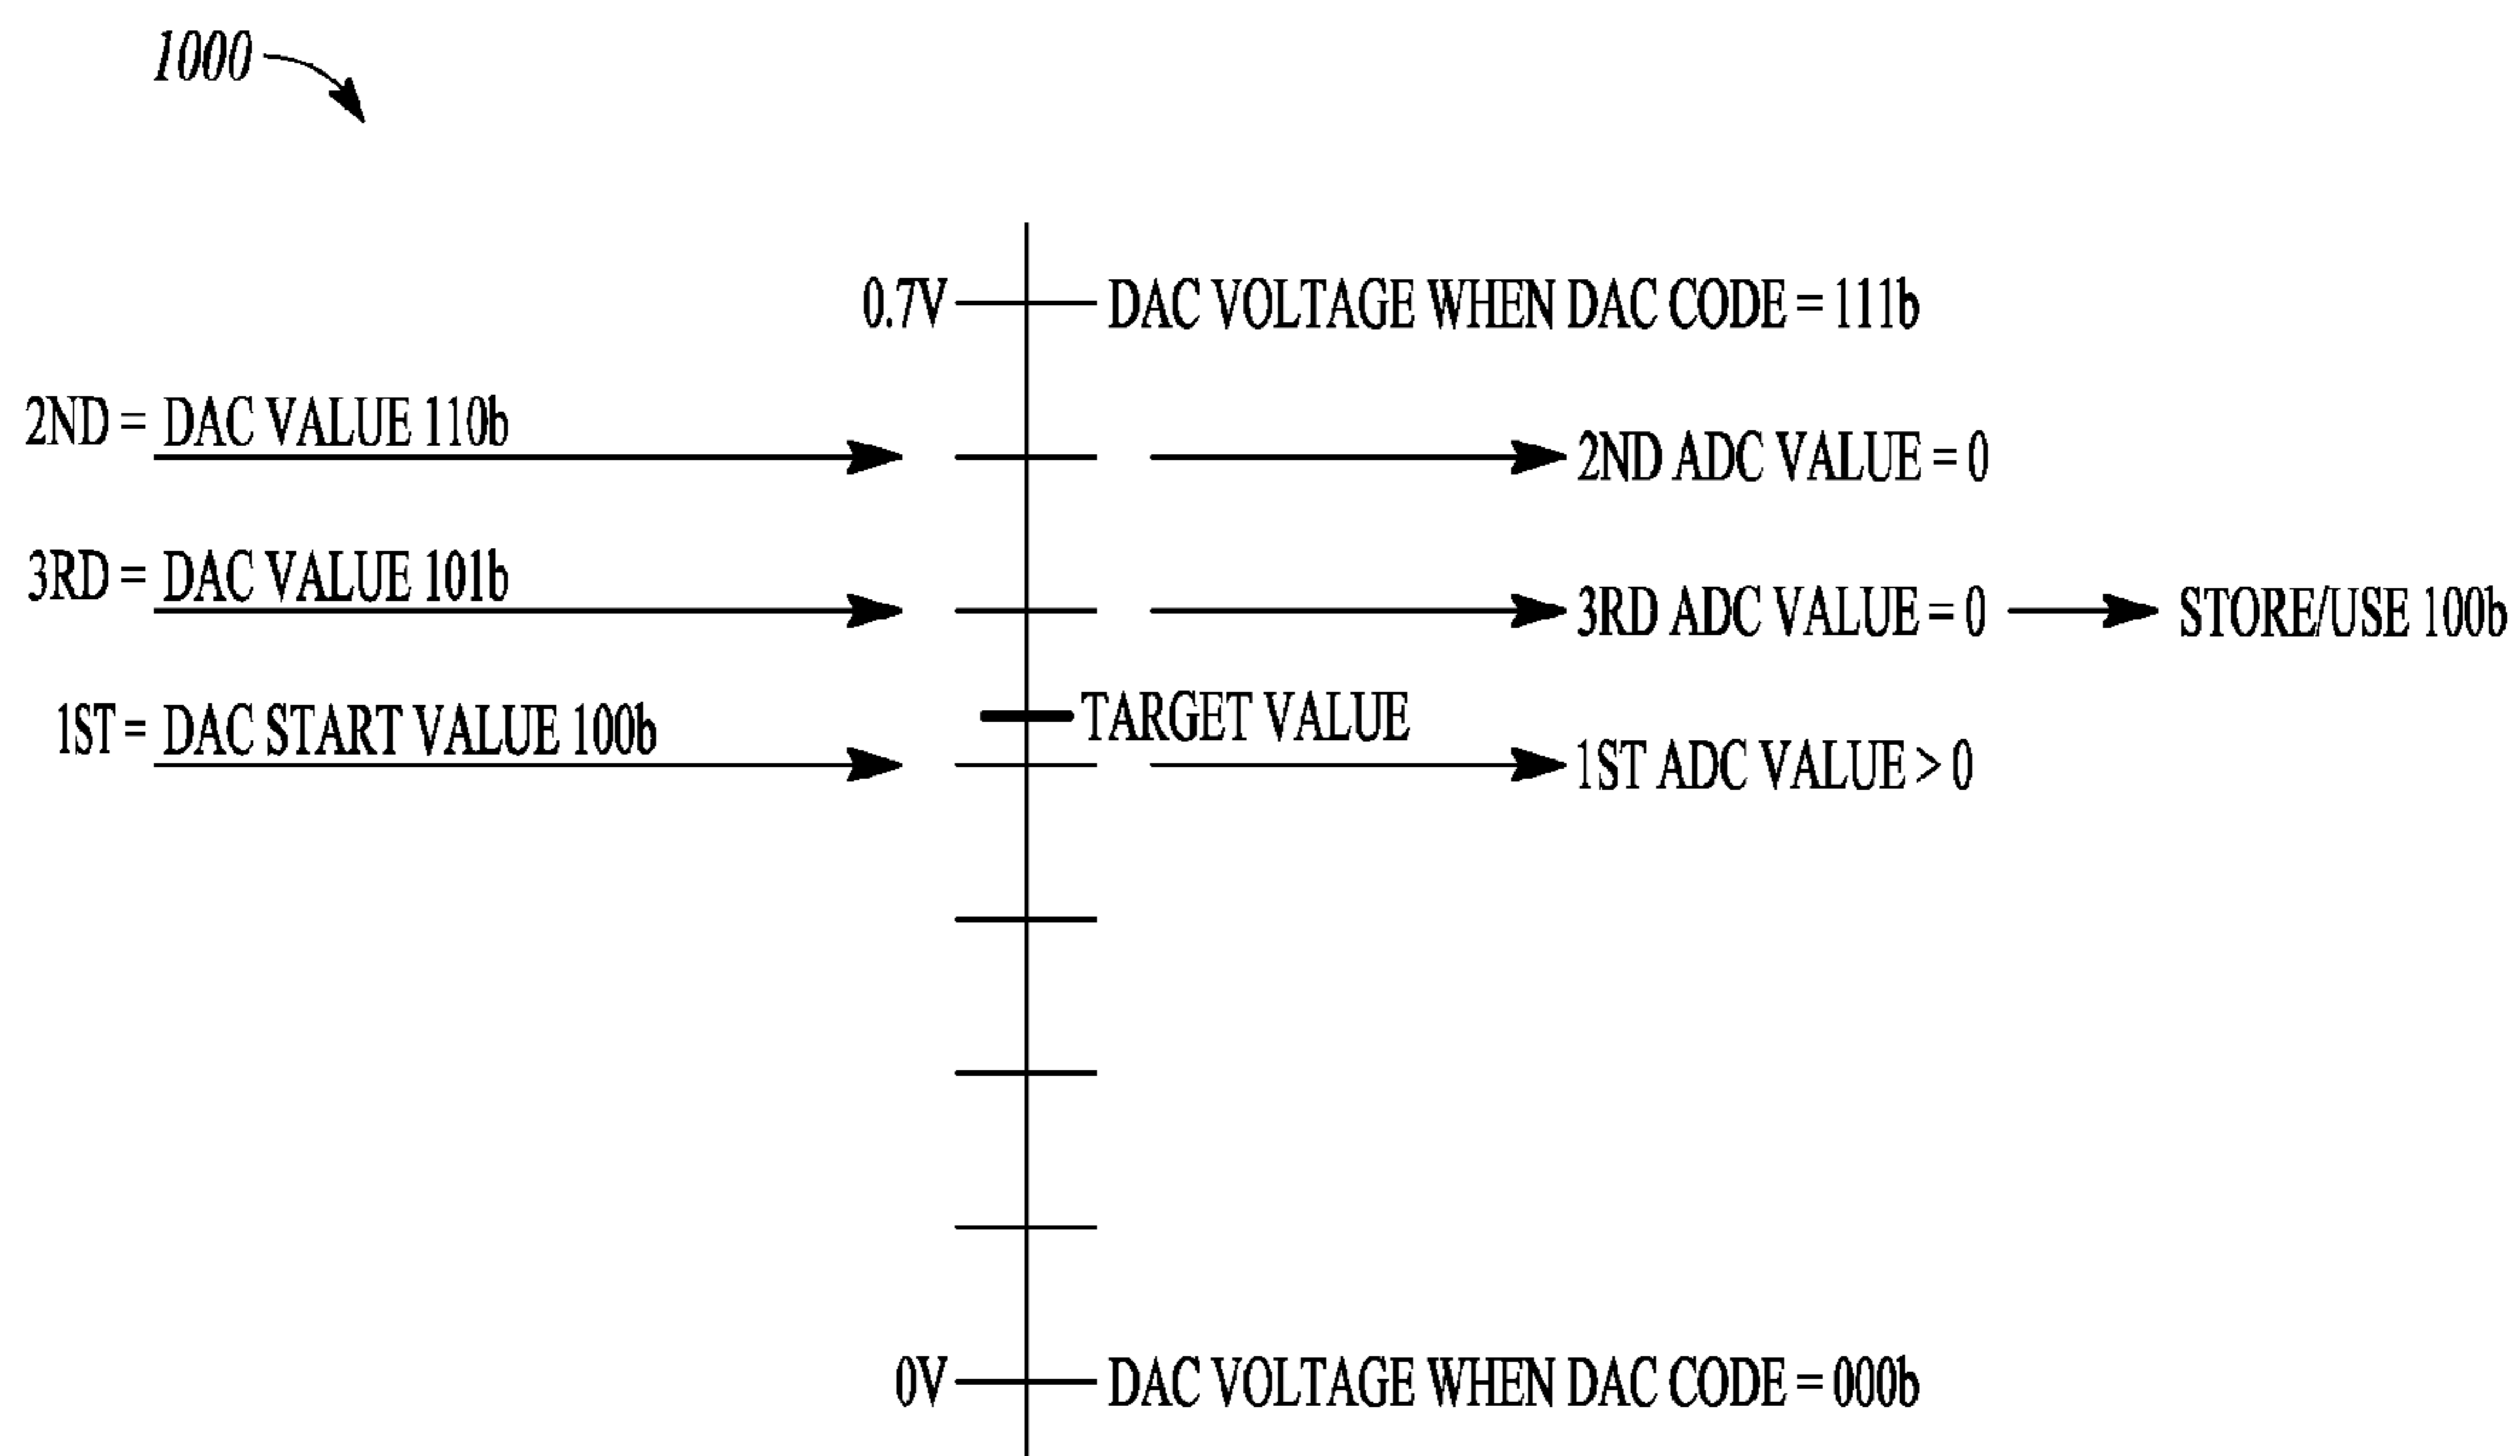 1000
0.7V DAC VOLTAGE WHEN DAC CODE = 111b
2ND = DAC VALUE 110b
2ND ADC VALUE = 0
3RD = DAC VALUE 101b
3RD ADC VALUE = 0
STORE/USE 100b
TARGET VALUE
1ST = DAC START VALUE 100b
1ST ADC VALUE > 0
0V DAC VOLTAGE WHEN DAC CODE = 000b